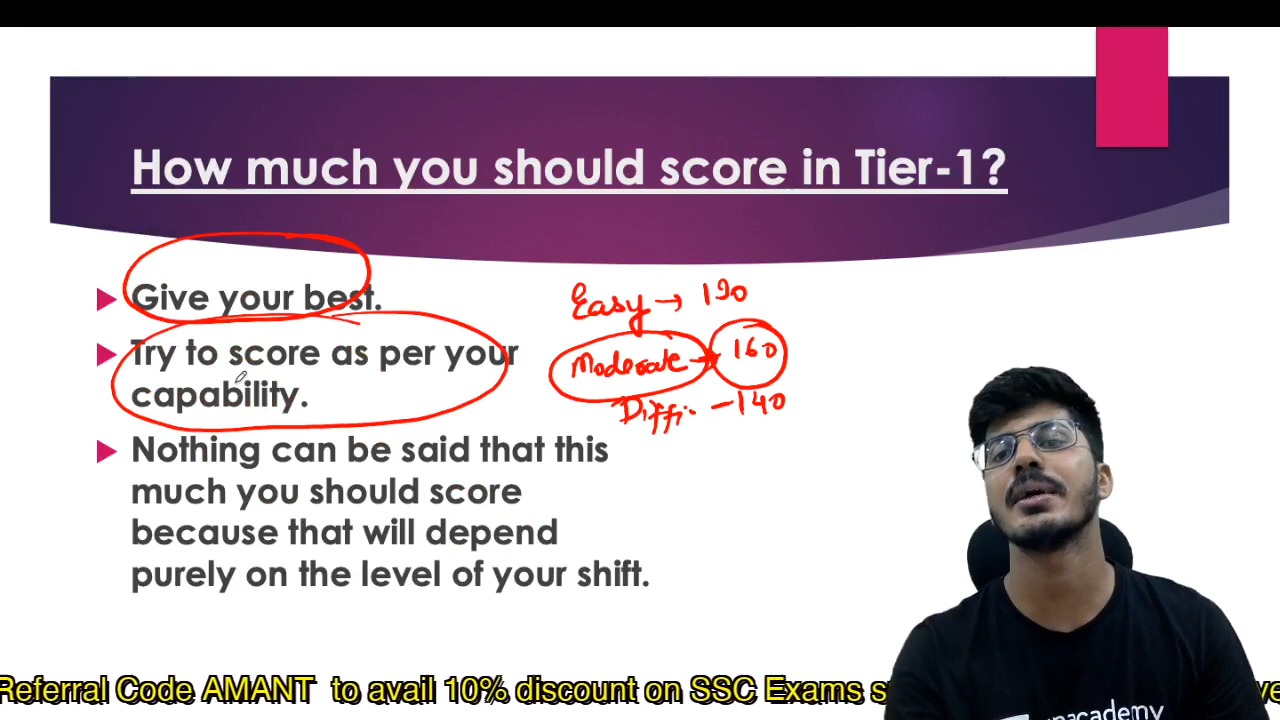 How much you should score in Tier-1?
Give your best.
Try to score as per your
capability.
Nothing can be said that this
much you should score
because that will depend
purely on the level of your shift.
Easy → 190
Moderate → 160
Diffi. - 140
Referral Code AMANT to avail 10% discount on SSC Exams
unacademy